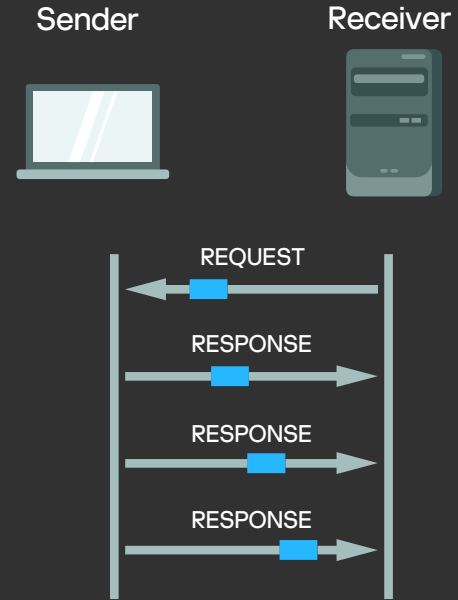 Sender
Receiver
REQUEST
RESPONSE
RESPONSE
RESPONSE